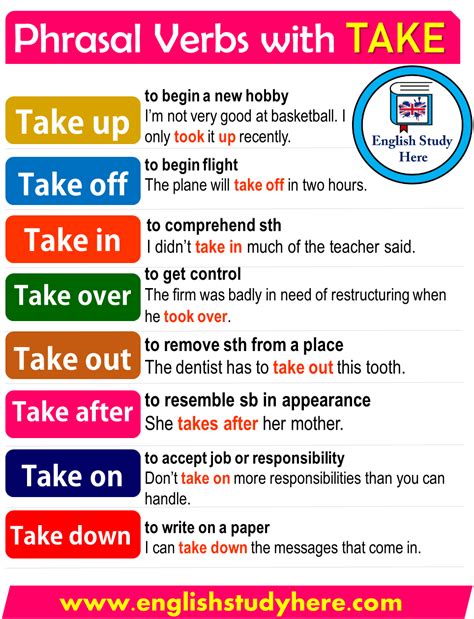 Phrasal Verbs with TAKE
English Study
Here
Take up
to begin a new hobby
I'm not very good at basketball. I
only took it up recently.
Take off
to begin flight
The plane will take off in two hours.
Take in
to comprehend sth
I didn't take in much of the teacher said.
Take over
to get control
The firm was badly in need of restructuring when
he took over.
Take out
to remove sth from a place
The dentist has to take out this tooth.
Take after
to resemble sb in appearance
She takes after her mother.
Take on
to accept job or responsibility
Don't take on more responsibilities than you can
handle.
Take down
to write on a paper
I can take down the messages that come in.
www.englishstudyhere.com